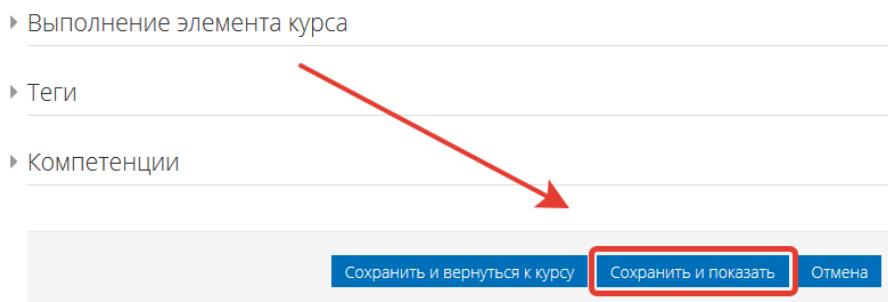 Выполнение элемента курса
Теги
Компетенции
Сохранить и вернуться к курсу Сохранить и показать Отмена